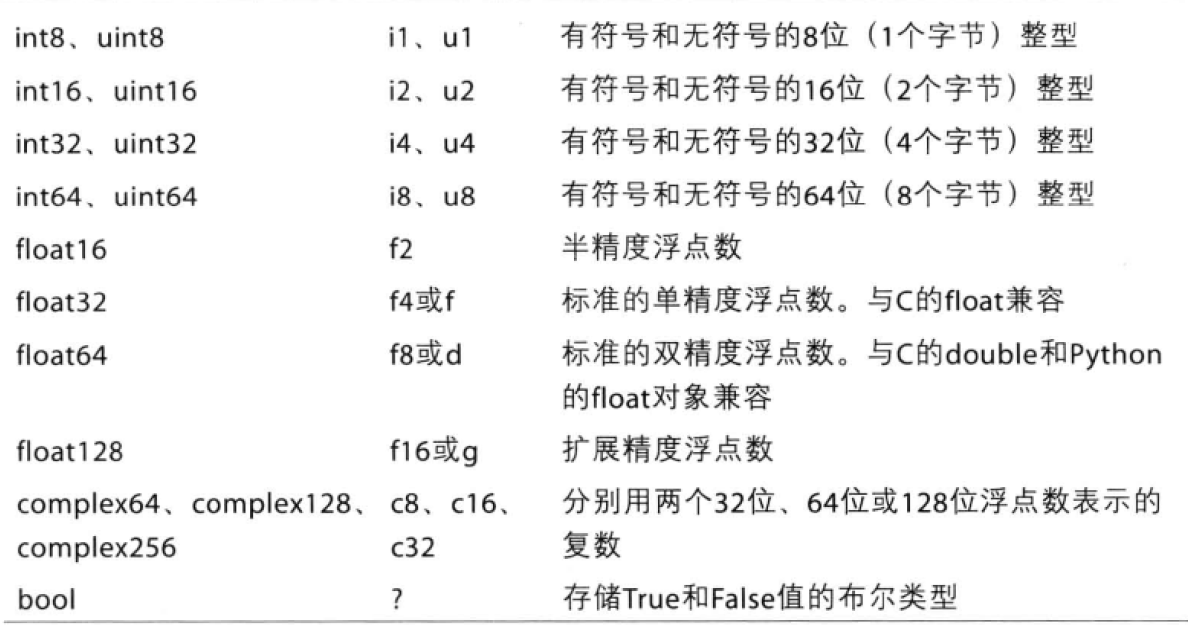 int8、uint8 i1、u1 有符号和无符号的8位（1个字节）整型
int16、uint16 i2、u2 有符号和无符号的16位（2个字节）整型
int32、uint32 i4、u4 有符号和无符号的32位（4个字节）整型
int64、uint64 i8、u8 有符号和无符号的64位（8个字节）整型
float16 f2 半精度浮点数
float32 f4或f 标准的单精度浮点数。与C的float兼容
float64 f8或d 标准的双精度浮点数。与C的double和Python
的float对象兼容
float128 f16或g 扩展精度浮点数
complex64、complex128、 c8、c16、 分别用两个32位、64位或128位浮点数表示的
complex256 c32 复数
bool ? 存储True和False值的布尔类型